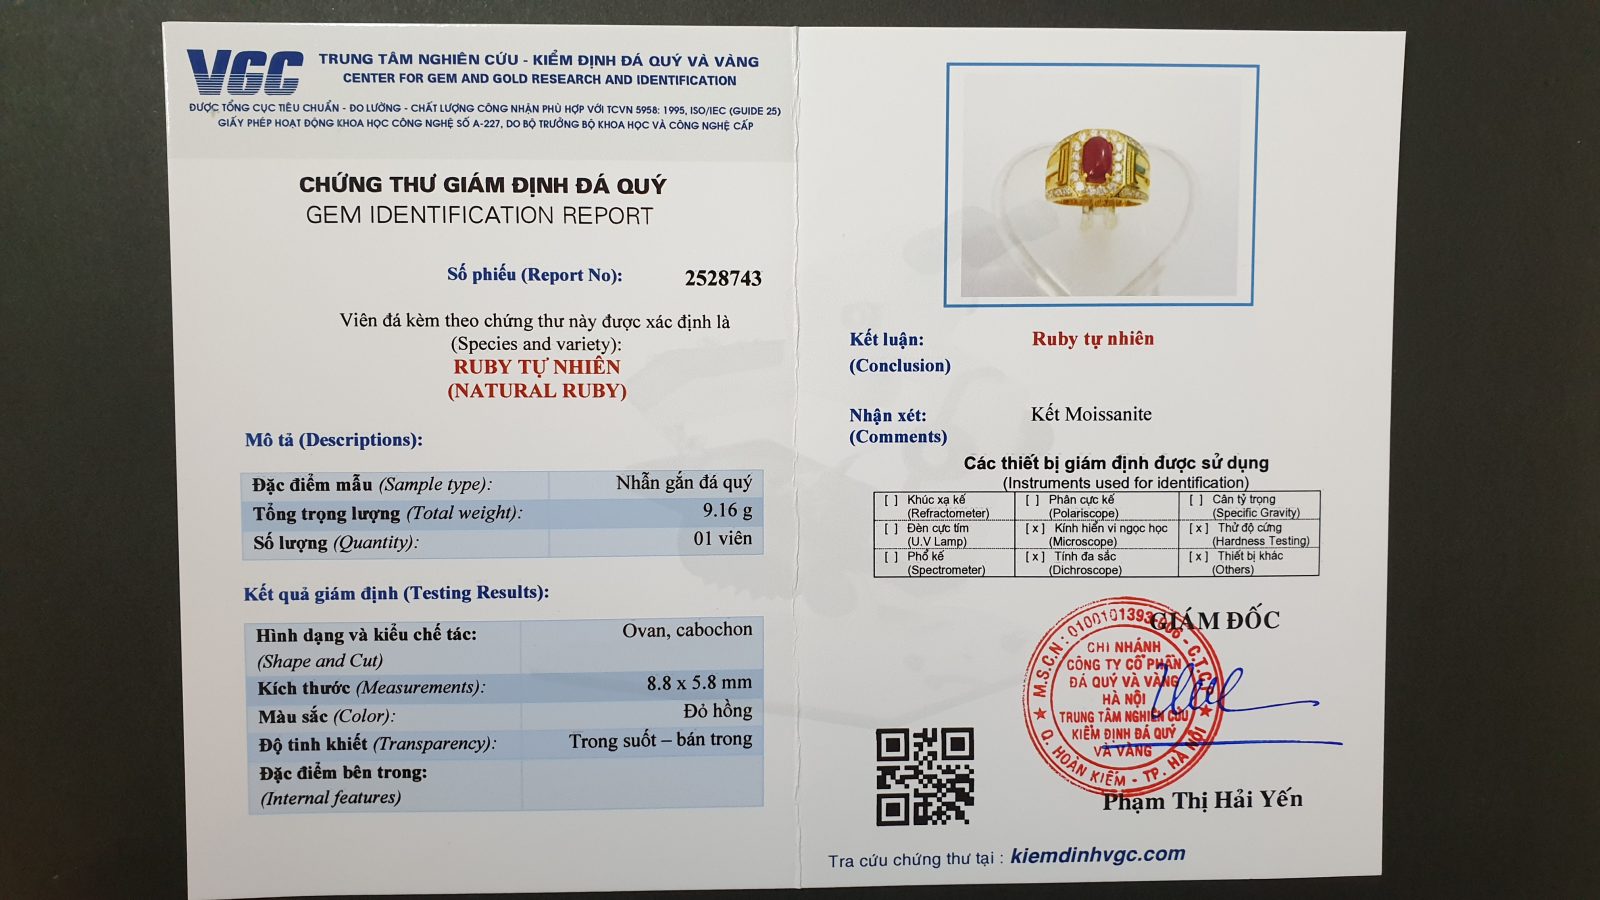 VGC
TRUNG TÂM NGHIÊN CỨU - KIỂM ĐỊNH ĐÁ QUÝ VÀ VÀNG
CENTER FOR GEM AND GOLD RESEARCH AND IDENTIFICATION
ĐƯỢC TỔNG CỤC TIÊU CHUẨN - ĐO LƯỜNG - CHẤT LƯỢNG CÔNG NHẬN PHÙ HỢP VỚI TCVN 5958: 1995, ISO/IEC (GUIDE 25)
GIẤY PHÉP HOẠT ĐỘNG KHOA HỌC CÔNG NGHỆ SỐ A-227, DO BỘ TRƯỞNG BỘ KHOA HỌC VÀ CÔNG NGHỆ CẤP
CHỨNG THƯ GIÁM ĐỊNH ĐÁ QUÝ
GEM IDENTIFICATION REPORT
Số phiếu (Report No): 2528743
Viên đá kèm theo chứng thư này được xác định là
(Species and variety):
RUBY TỰ NHIÊN
(NATURAL RUBY)
Mô tả (Descriptions):
Đặc điểm mẫu (Sample type): Nhẫn gắn đá quý
Tổng trọng lượng (Total weight): 9.16 g
Số lượng (Quantity): 01 viên
Kết quả giám định (Testing Results):
Hình dạng và kiểu chế tác: Ovan, cabochon
(Shape and Cut)
Kích thước (Measurements): 8.8 x 5.8 mm
Màu sắc (Color): Đỏ hồng
Độ tinh khiết (Transparency): Trong suốt – bán trong
Đặc điểm bên trong:
(Internal features)
Kết luận: Ruby tự nhiên
(Conclusion)
Nhận xét: Kết Moissanite
(Comments)
Các thiết bị giám định được sử dụng
(Instruments used for identification)
[ ] Khúc xạ kế [ ] Phân cực kế [ ] Cân tỷ trọng
(Refractometer) (Polariscope) (Specific Gravity)
[ ] Đèn cực tím [x] Kính hiển vi ngọc học [x] Thử độ cứng
(U.V Lamp) (Microscope) (Hardness Testing)
[ ] Phổ kế [x] Tính đa sắc [x] Thiết bị khác
(Spectrometer) (Dichroscope) (Others)
GIÁM ĐỐC
CHI NHÁNH
CÔNG TY CỔ PHẦN
ĐÁ QUÝ VÀ VÀNG
HÀ NỘI
TRUNG TÂM NGHIÊN CỨU
KIỂM ĐỊNH ĐÁ QUÝ
VÀ VÀNG
Q. HOÀN KIẾM - TP. HÀ NỘI
Phạm Thị Hải Yến
Tra cứu chứng thư tại : kiemdinhvgc.com